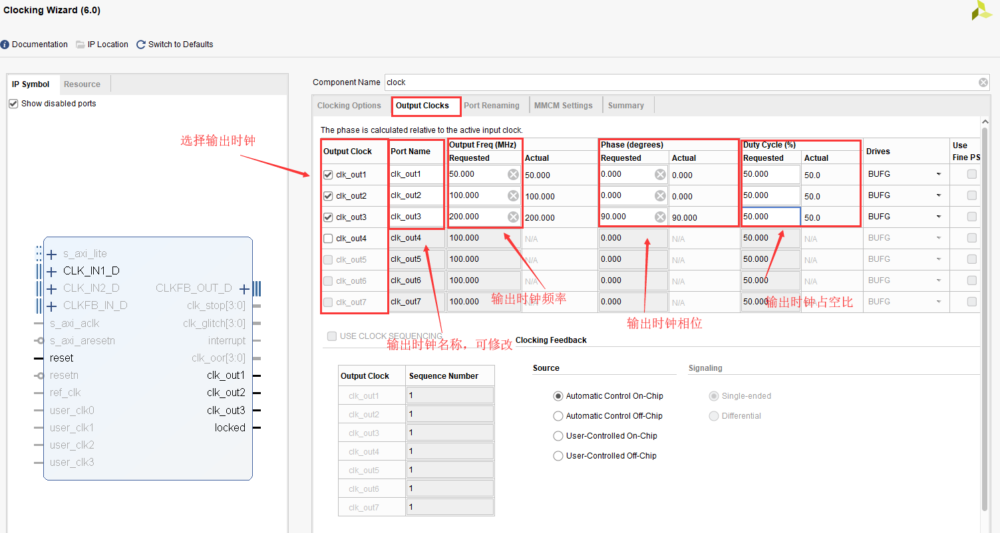 Clocking Wizard (6.0)
Documentation IP Location Switch to Defaults
IP Symbol Resource
Show disabled ports
s_axi_lite
CLK_IN1_D
CLK_IN2_D CLKFB_OUT_D
CLKFB_IN_D clk_stop[3:0]
s_axi_aclk clk_glitch[3:0]
s_axi_aresetn interrupt
reset clk_oor[3:0]
resetn clk_out1
ref_clk clk_out2
user_clk0 clk_out3
user_clk1 locked
user_clk2
user_clk3
选择输出时钟
Component Name clock
Clocking Options Output Clocks Port Renaming MMCM Settings Summary
The phase is calculated relative to the active input clock.
Output Clock Port Name Output Freq (MHz) Phase (degrees) Duty Cycle (%) Drives Use Fine PS
Requested Actual Requested Actual Requested Actual
clk_out1 clk_out1 50.000 50.000 0.000 0.000 50.000 50.0 BUFG
clk_out2 clk_out2 100.000 100.000 0.000 0.000 50.000 50.0 BUFG
clk_out3 clk_out3 200.000 200.000 90.000 90.000 50.000 50.0 BUFG
clk_out4 clk_out4 100.000 N/A 0.000 N/A 50.000 N/A BUFG
clk_out5 clk_out5 100.000 N/A 0.000 N/A 50.000 N/A BUFG
clk_out6 clk_out6 100.000 N/A 0.000 N/A 50.000 N/A BUFG
clk_out7 clk_out7 100.000 N/A 0.000 N/A 50.000 N/A BUFG
输出时钟频率
输出时钟占空比
输出时钟相位
USE CLOCK SEQUENCING
输出时钟名称，可修改
Clocking Feedback
Output Clock Sequence Number
clk_out1 1
clk_out2 1
clk_out3 1
clk_out4 1
clk_out5 1
clk_out6 1
clk_out7 1
Source Signaling
Automatic Control On-Chip Single-ended
Automatic Control Off-Chip Differential
User-Controlled On-Chip
User-Controlled Off-Chip